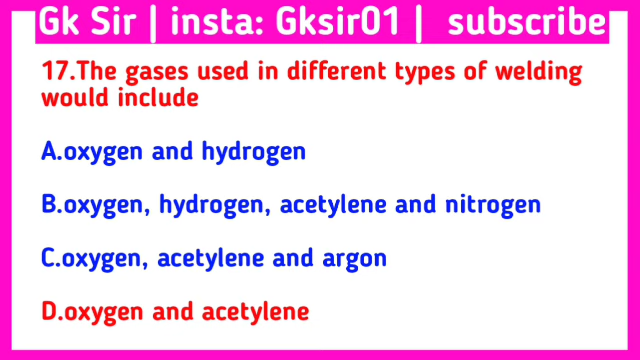 Gk Sir | insta: Gksir01 | subscribe
17.The gases used in different types of welding
would include
A.oxygen and hydrogen
B.oxygen, hydrogen, acetylene and nitrogen
C.oxygen, acetylene and argon
D.oxygen and acetylene